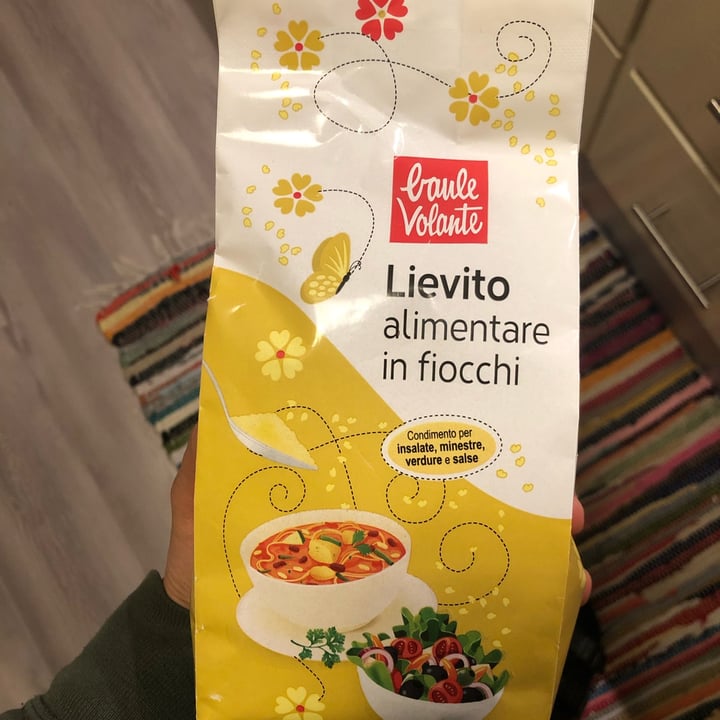 baule
Volante
Lievito
alimentare
in fiocchi
Condimento per
insalate, minestre,
verdure e salse